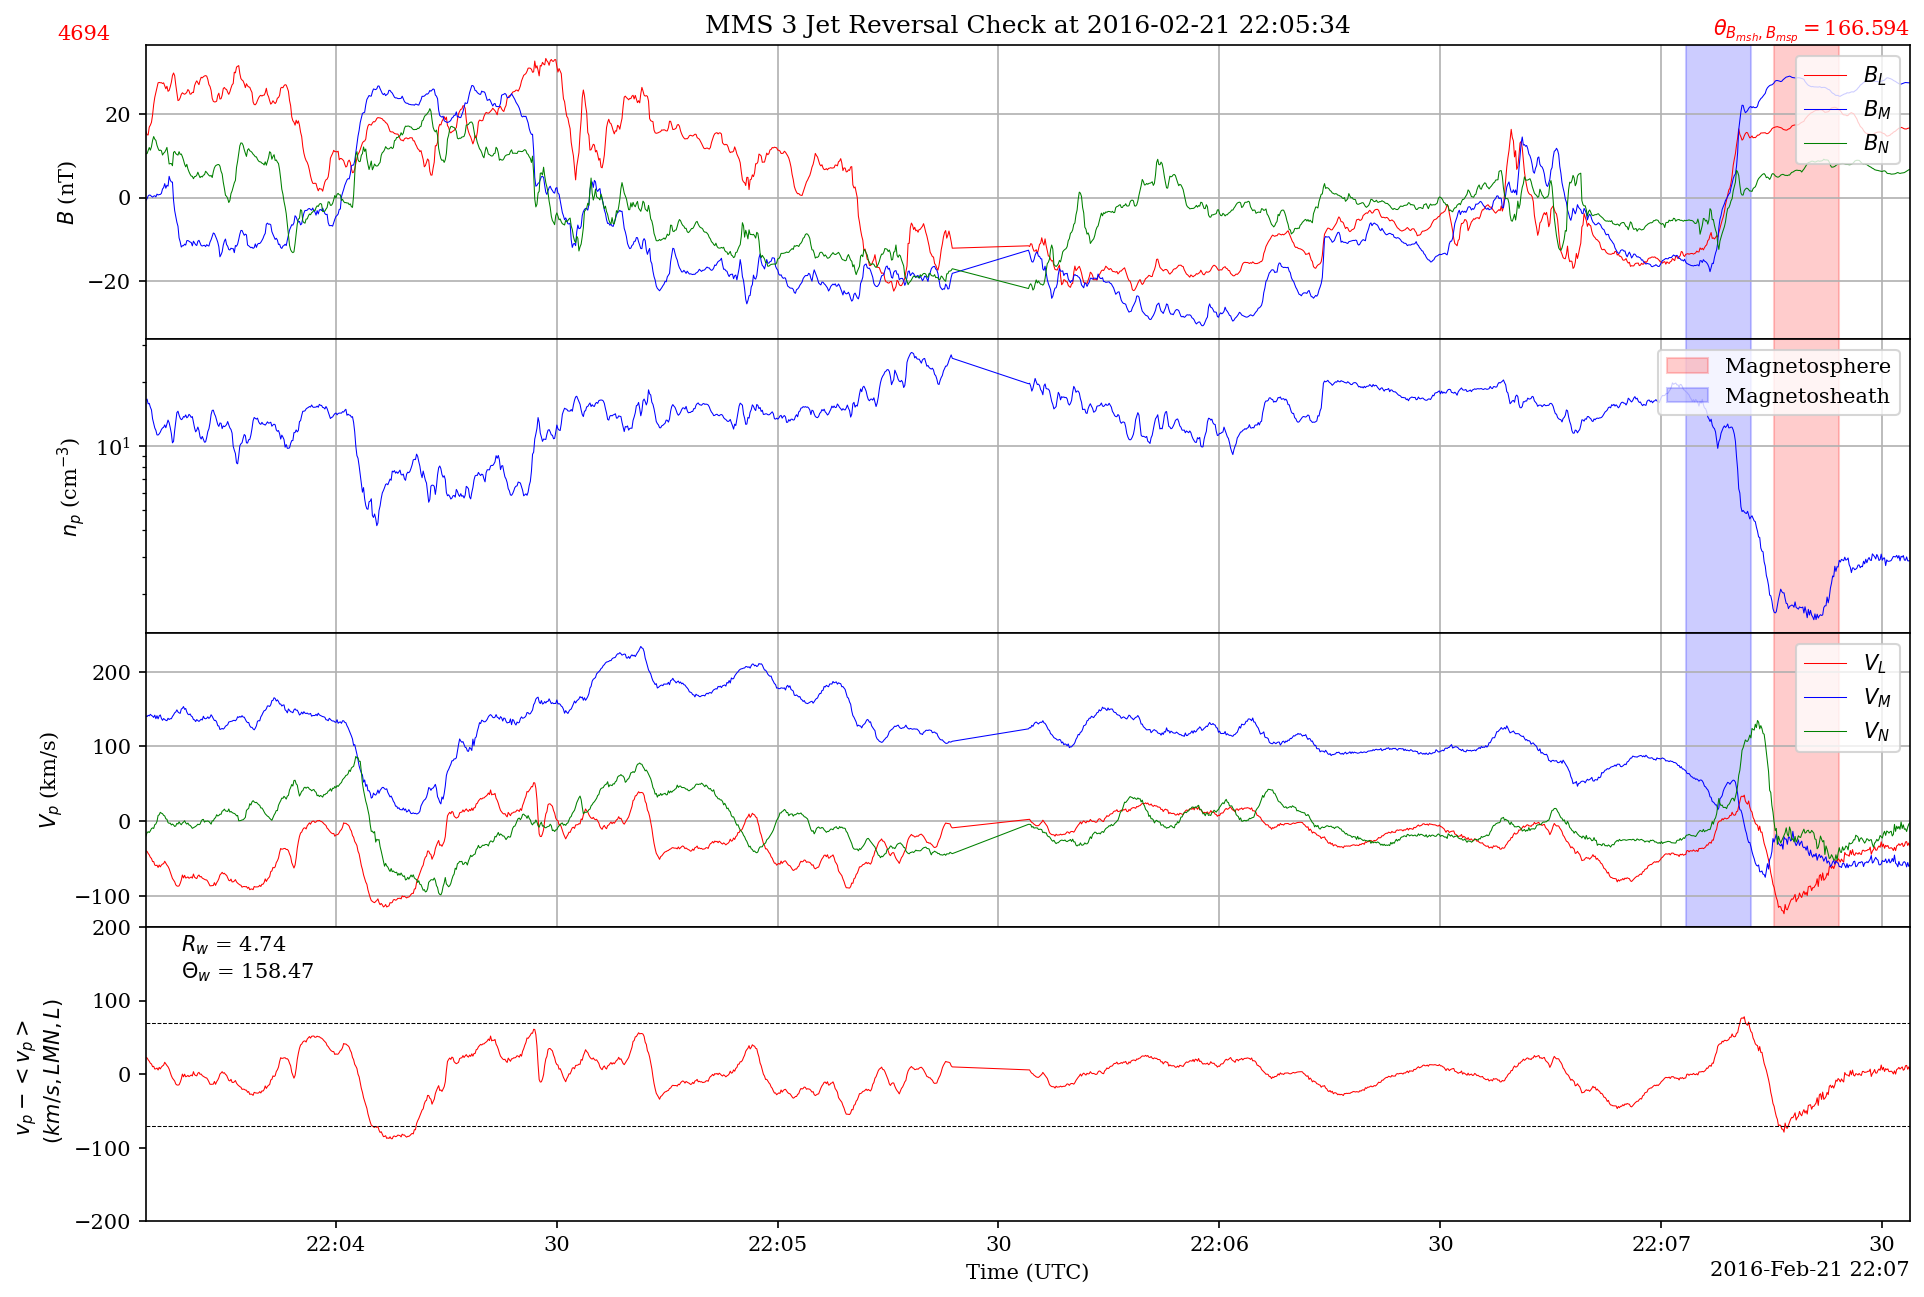 4694
MMS 3 Jet Reversal Check at 2016-02-21 22:05:34
θ_{B_{msh}, B_{msp}} = 166.594
B (nT)
20
0
−20
B_L
B_M
B_N
n_p (cm^{−3})
10^1
Magnetosphere
Magnetosheath
V_p (km/s)
200
100
0
−100
V_L
V_M
V_N
v_p − < v_p >
(km/s, LMN, L)
200
100
0
−100
−200
R_w = 4.74
Θ_w = 158.47
22:04 30 22:05 30 22:06 30 22:07 30
Time (UTC)
2016-Feb-21 22:07